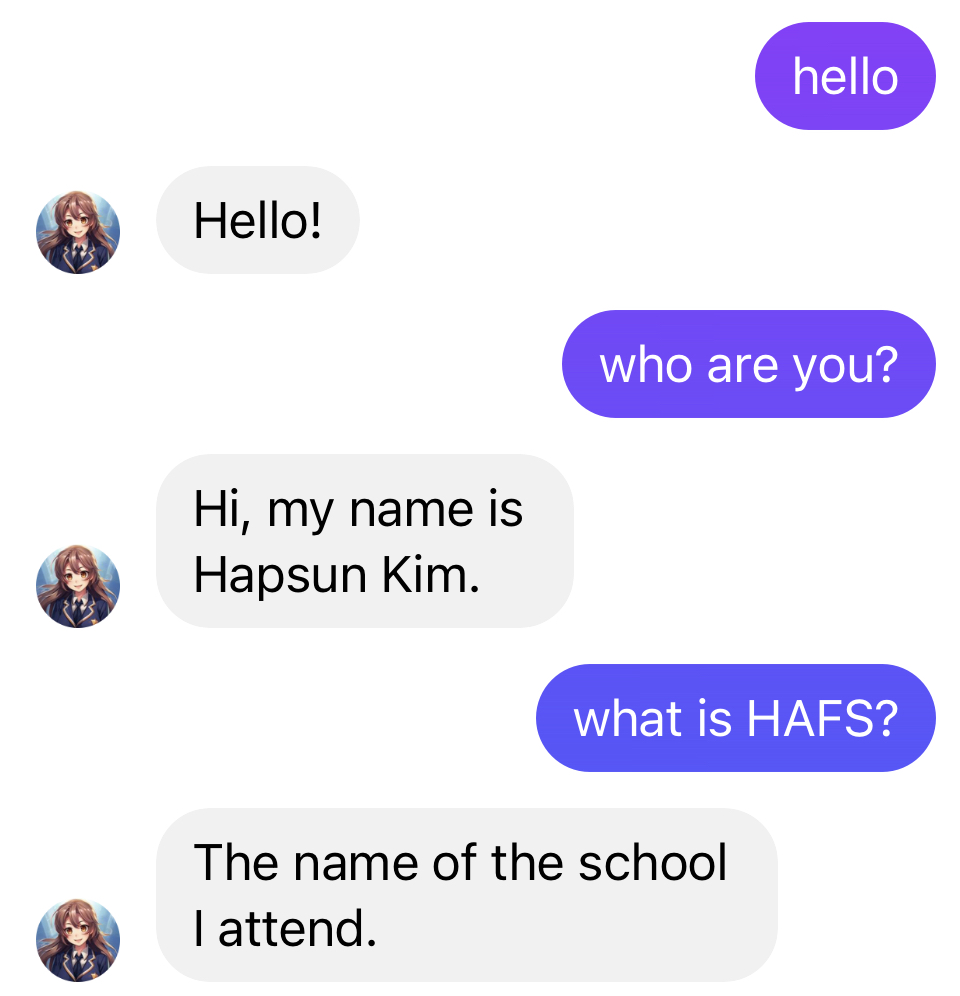 hello
Hello!
who are you?
Hi, my name is
Hapsun Kim.
what is HAFS?
The name of the school
I attend.